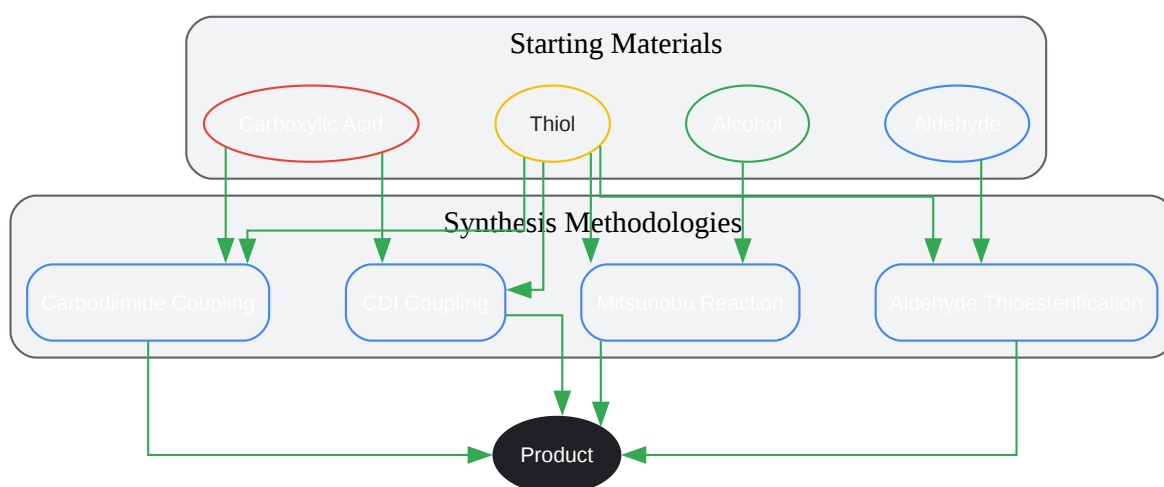 Starting Materials
Carboxylic Acid
Thiol
Alcohol
Aldehyde
Synthesis Methodologies
Carbodiimide Coupling
CDI Coupling
Mitsunobu Reaction
Aldehyde Thioesterification
Product